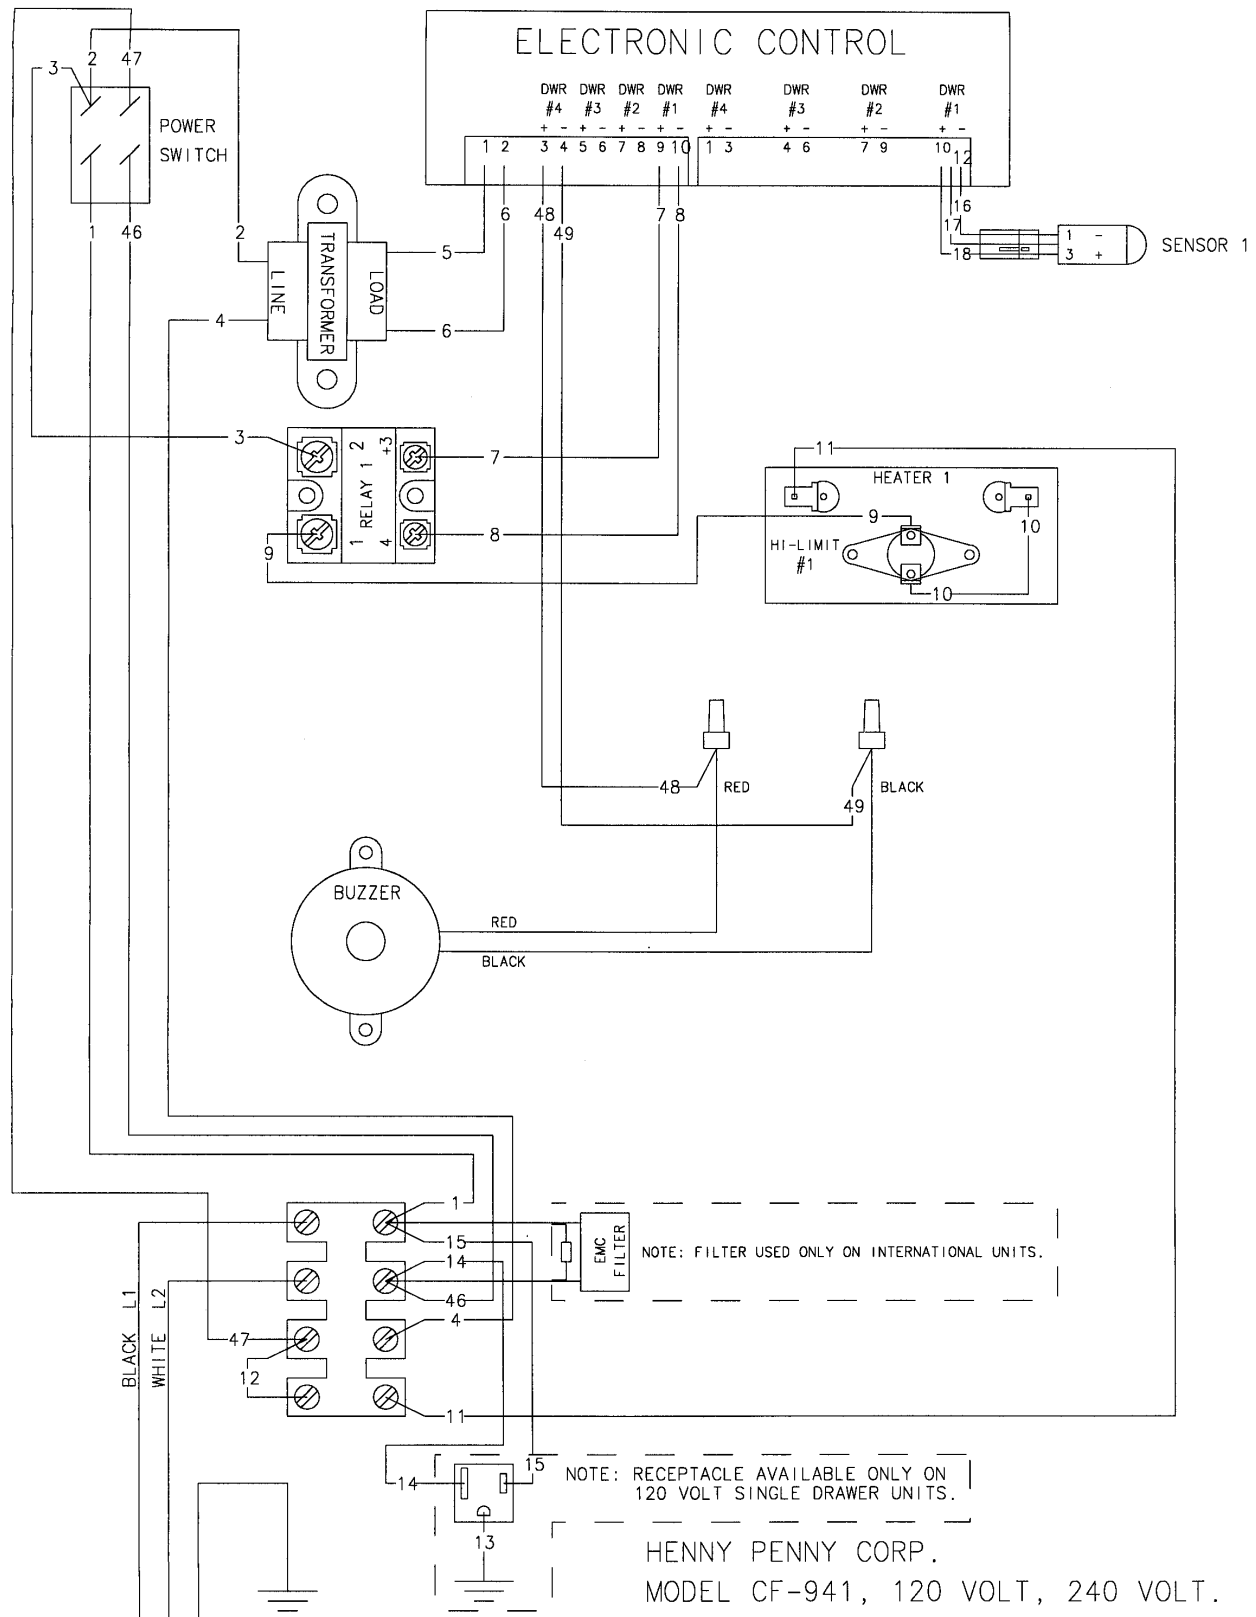 ELECTRONIC CONTROL
DWR DWR DWR DWR DWR DWR DWR DWR
#4 #3 #2 #1 #4 #3 #2 #1
+ - + - + - + - + - + - + - + -
1 2 3 4 5 6 7 8 9 10 1 3 4 6 7 9 10 12
2 47
3
POWER
SWITCH
1 46 2
5
6
48
49
7 8
6
16
17
18
1 -
3 +
SENSOR 1
LINE
TRANSFORMER
LOAD
4
3
2
+3
RELAY 1
1
4
7
8
9
11
HEATER 1
9
10
HI-LIMIT
#1
10
48
RED
49
BLACK
BUZZER
RED
BLACK
1
15
14
46
4
47
12
11
EMC
FILTER
NOTE: FILTER USED ONLY ON INTERNATIONAL UNITS.
BLACK L1
WHITE L2
14
15
13
NOTE: RECEPTACLE AVAILABLE ONLY ON
120 VOLT SINGLE DRAWER UNITS.
HENNY PENNY CORP.
MODEL CF-941, 120 VOLT, 240 VOLT.